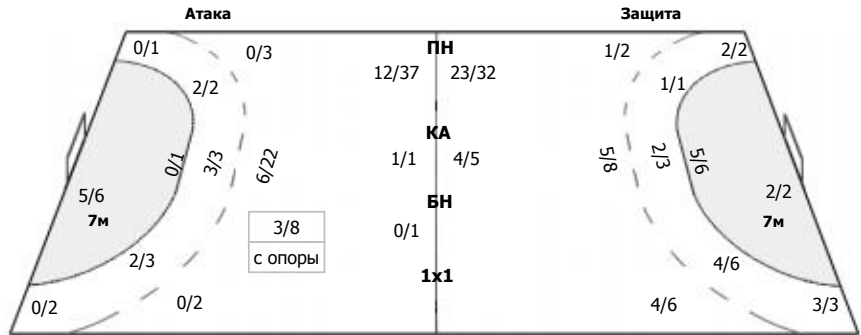 Атака Защита
0/1 0/3 ПН 1/2 2/2
2/2 12/37 23/32 1/1
КА
0/1 3/3 6/22 1/1 4/5 5/8 2/3 5/6
5/6 БН 2/2
7м 3/8 0/1 7м
с опоры
2/3 1x1 4/6
0/2 0/2 4/6 3/3